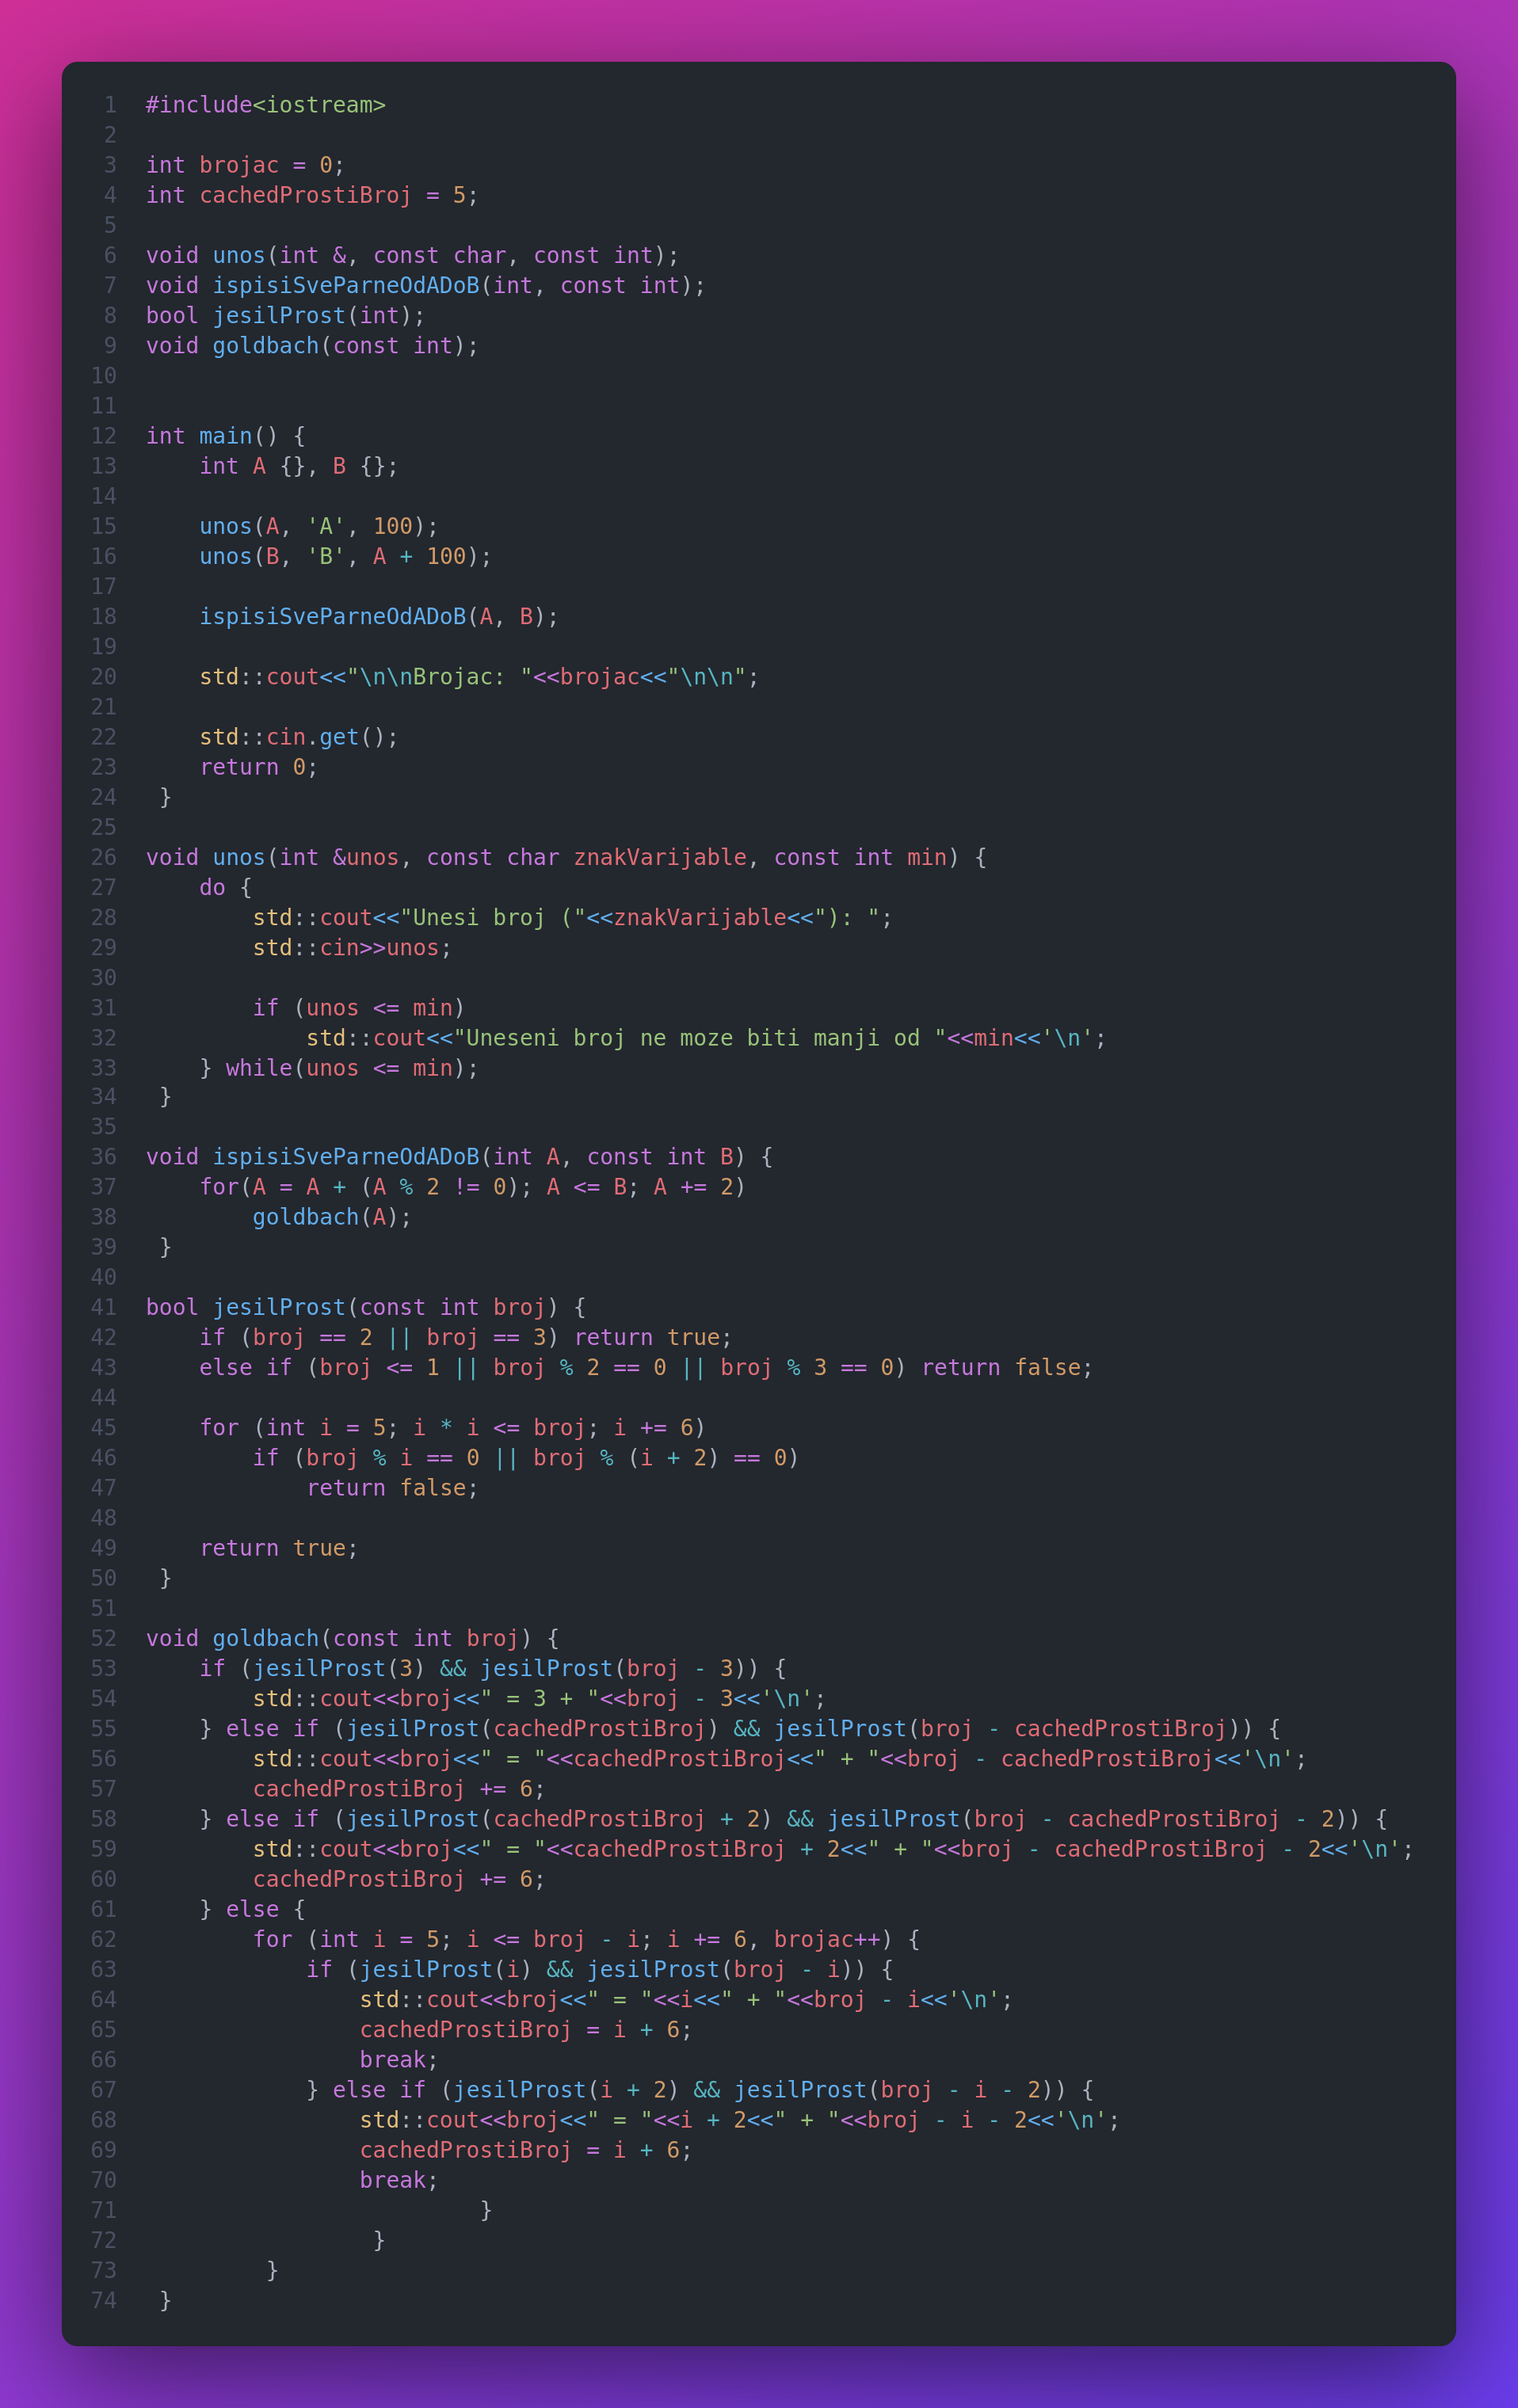 1 #include<iostream>
2
3 int brojac = 0;
4 int cachedProstiBroj = 5;
5
6 void unos(int &, const char, const int);
7 void ispisiSveParneOdADoB(int, const int);
8 bool jesilProst(int);
9 void goldbach(const int);
10
11
12 int main() {
13     int A {}, B {};
14
15     unos(A, 'A', 100);
16     unos(B, 'B', A + 100);
17
18     ispisiSveParneOdADoB(A, B);
19
20     std::cout<<"\n\nBrojac: "<<brojac<<"\n\n";
21
22     std::cin.get();
23     return 0;
24  }
25
26 void unos(int &unos, const char znakVarijable, const int min) {
27     do {
28         std::cout<<"Unesi broj ("<<znakVarijable<<"): ";
29         std::cin>>unos;
30
31         if (unos <= min)
32             std::cout<<"Uneseni broj ne moze biti manji od "<<min<<'\n';
33     } while(unos <= min);
34  }
35
36 void ispisiSveParneOdADoB(int A, const int B) {
37     for(A = A + (A % 2 != 0); A <= B; A += 2)
38         goldbach(A);
39  }
40
41 bool jesilProst(const int broj) {
42     if (broj == 2 || broj == 3) return true;
43     else if (broj <= 1 || broj % 2 == 0 || broj % 3 == 0) return false;
44
45     for (int i = 5; i * i <= broj; i += 6)
46         if (broj % i == 0 || broj % (i + 2) == 0)
47             return false;
48
49     return true;
50  }
51
52 void goldbach(const int broj) {
53     if (jesilProst(3) && jesilProst(broj - 3)) {
54         std::cout<<broj<<" = 3 + "<<broj - 3<<'\n';
55     } else if (jesilProst(cachedProstiBroj) && jesilProst(broj - cachedProstiBroj)) {
56         std::cout<<broj<<" = "<<cachedProstiBroj<<" + "<<broj - cachedProstiBroj<<'\n';
57         cachedProstiBroj += 6;
58     } else if (jesilProst(cachedProstiBroj + 2) && jesilProst(broj - cachedProstiBroj - 2)) {
59         std::cout<<broj<<" = "<<cachedProstiBroj + 2<<" + "<<broj - cachedProstiBroj - 2<<'\n';
60         cachedProstiBroj += 6;
61     } else {
62         for (int i = 5; i <= broj - i; i += 6, brojac++) {
63             if (jesilProst(i) && jesilProst(broj - i)) {
64                 std::cout<<broj<<" = "<<i<<" + "<<broj - i<<'\n';
65                 cachedProstiBroj = i + 6;
66                 break;
67             } else if (jesilProst(i + 2) && jesilProst(broj - i - 2)) {
68                 std::cout<<broj<<" = "<<i + 2<<" + "<<broj - i - 2<<'\n';
69                 cachedProstiBroj = i + 6;
70                 break;
71                          }
72                  }
73          }
74  }